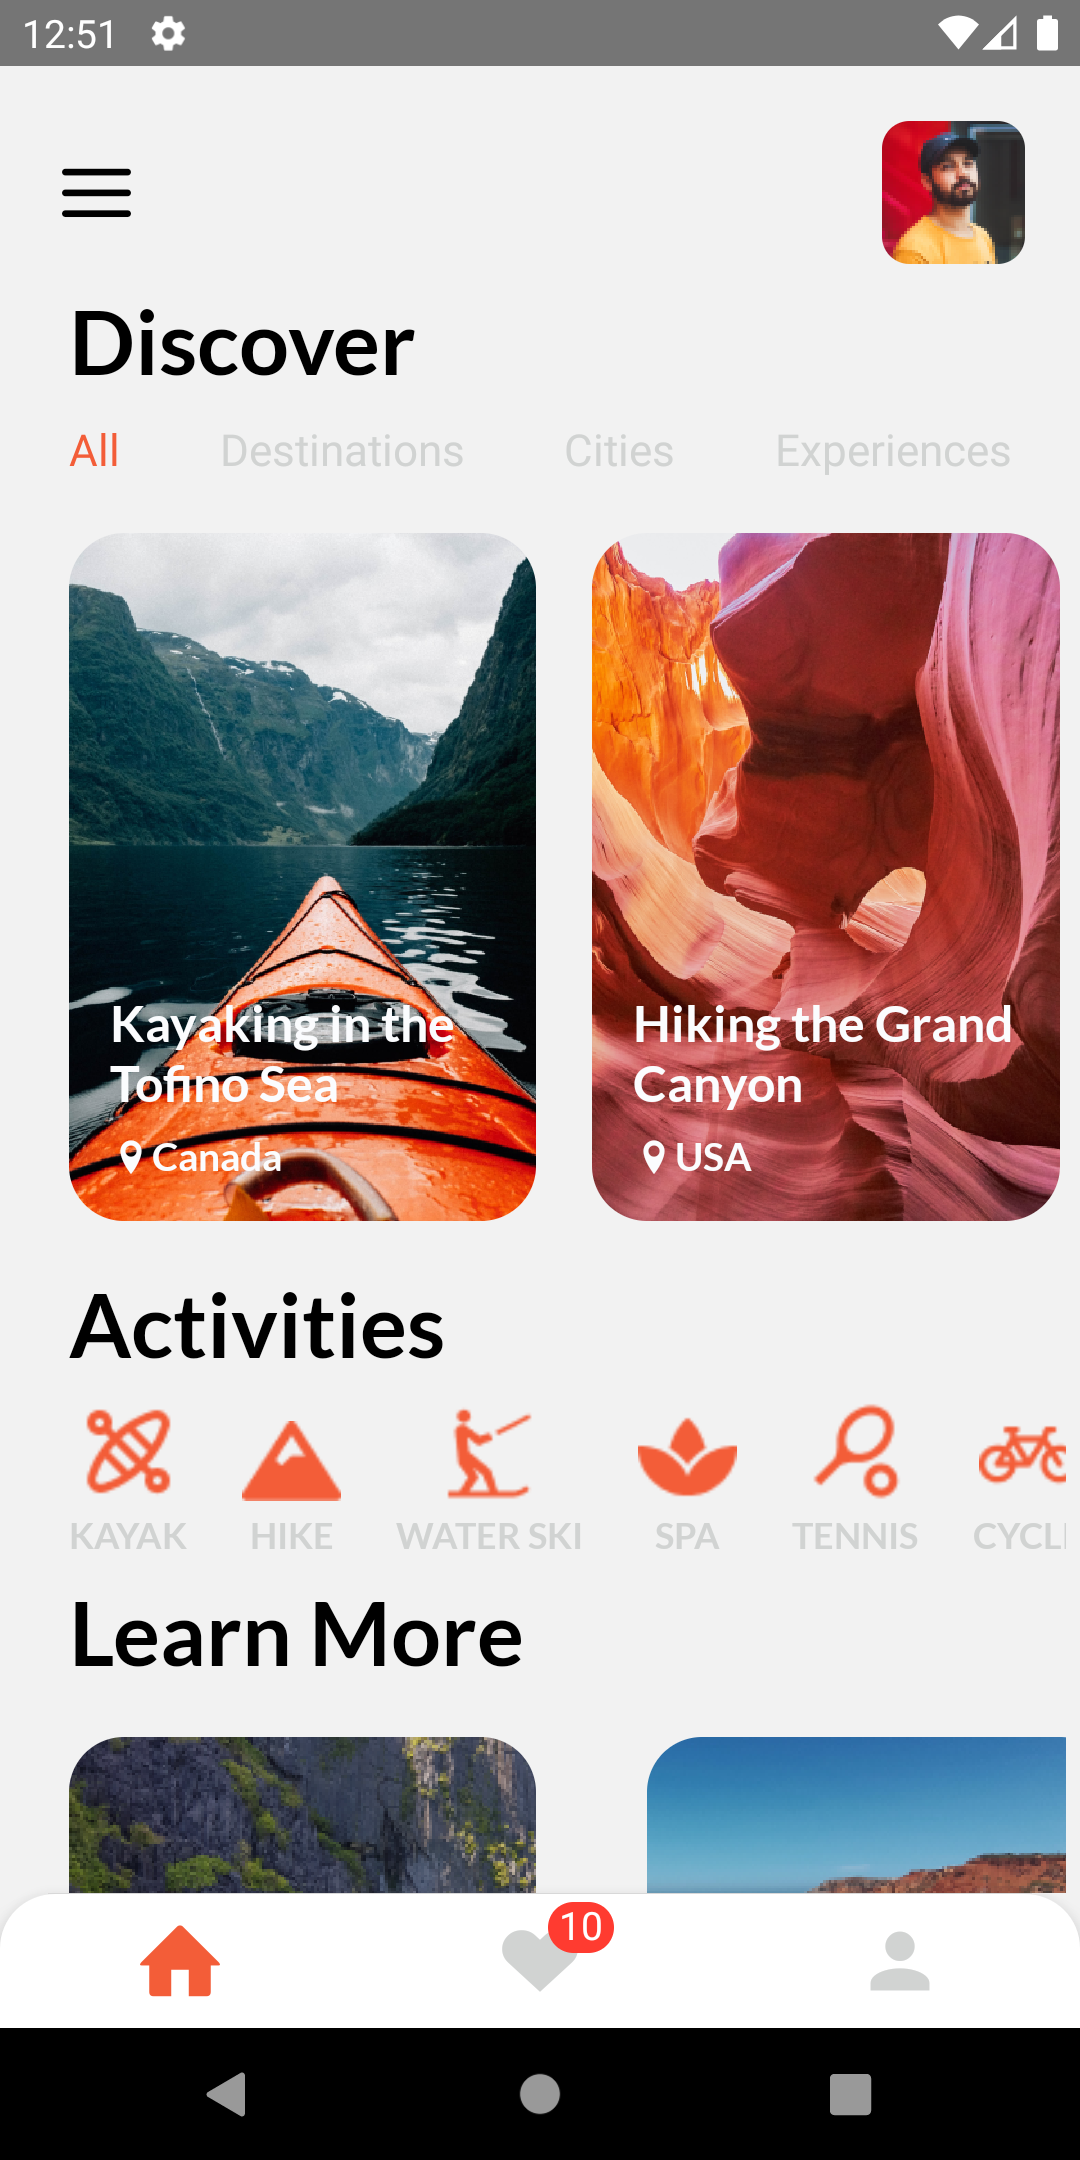 12:51
Discover
All Destinations Cities Experiences
Kayaking in the
Tofino Sea
Canada
Hiking the Grand
Canyon
USA
Activities
KAYAK HIKE WATER SKI SPA TENNIS CYCL
Learn More
10